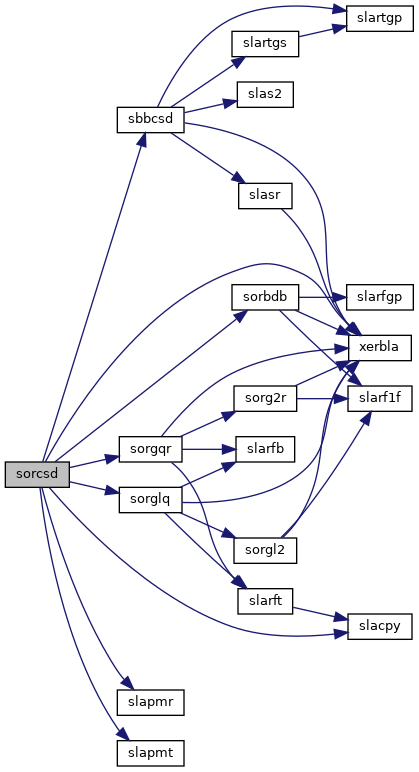 slartgp
slartgs
slas2
sbbcsd
slasr
sorbdb
slarfgp
xerbla
sorg2r
slarf1f
sorgqr
slarfb
sorcsd
sorglq
sorgl2
slarft
slacpy
slapmr
slapmt